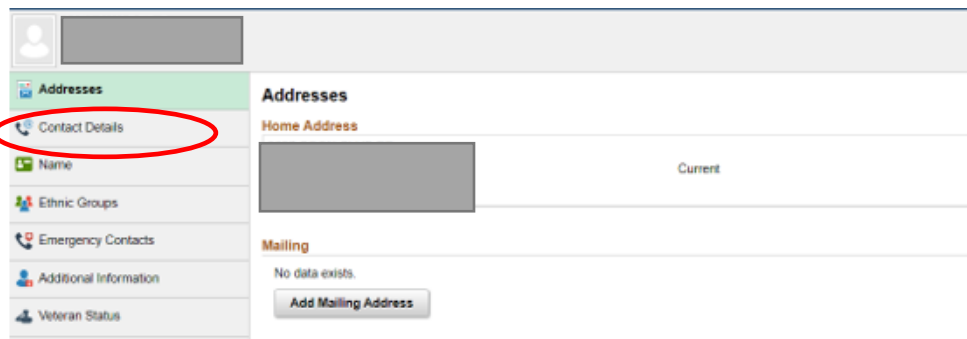 Addresses
Contact Details
Name
Ethnic Groups
Emergency Contacts
Additional Information
Veteran Status
Addresses
Home Address
Current
Mailing
No data exists.
Add Mailing Address